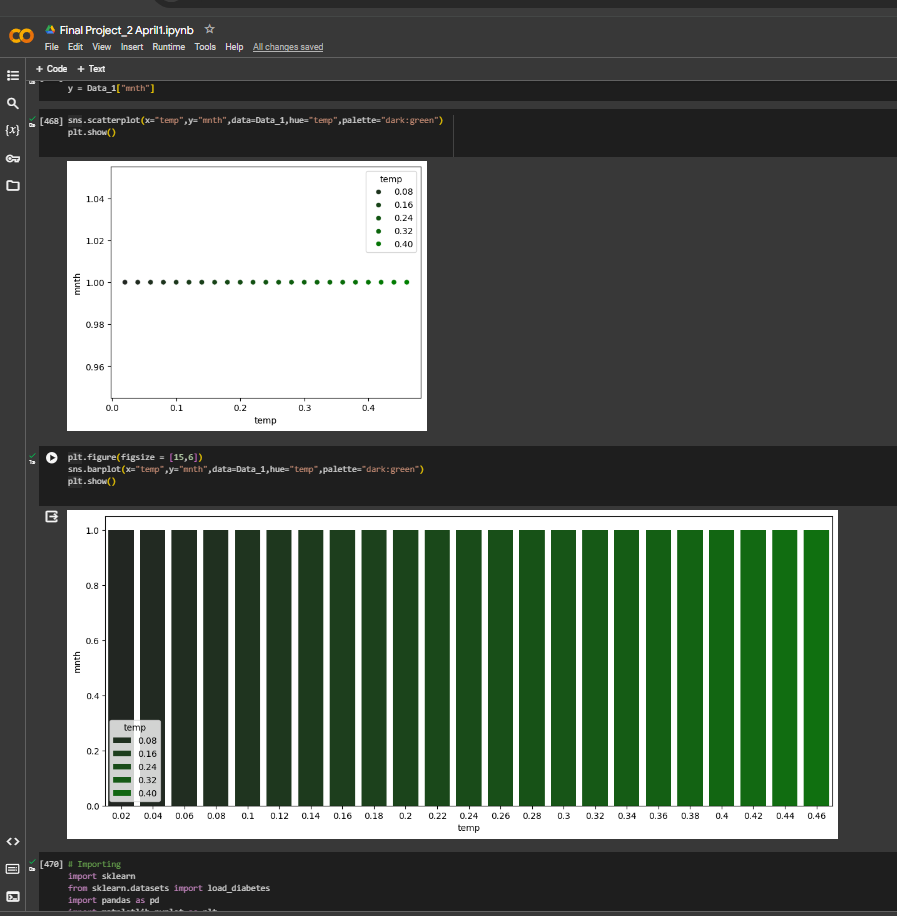 Final Project_2 April1.ipynb
File Edit View Insert Runtime Tools Help All changes saved
+ Code + Text
y = Data_1["mnth"]
[468] sns.scatterplot(x="temp",y="mnth",data=Data_1,hue="temp",palette="dark:green")
plt.show()
temp
0.08
0.16
0.24
0.32
0.40
1.04
1.02
1.00
0.98
0.96
mnth
0.0 0.1 0.2 0.3 0.4
temp
plt.figure(figsize = [15,6])
sns.barplot(x="temp",y="mnth",data=Data_1,hue="temp",palette="dark:green")
plt.show()
1.0
0.8
0.6
0.4
0.2
0.0
mnth
temp
0.08
0.16
0.24
0.32
0.40
0.02 0.04 0.06 0.08 0.1 0.12 0.14 0.16 0.18 0.2 0.22 0.24 0.26 0.28 0.3 0.32 0.34 0.36 0.38 0.4 0.42 0.44 0.46
temp
[470] # Importing
import sklearn
from sklearn.datasets import load_diabetes
import pandas as pd